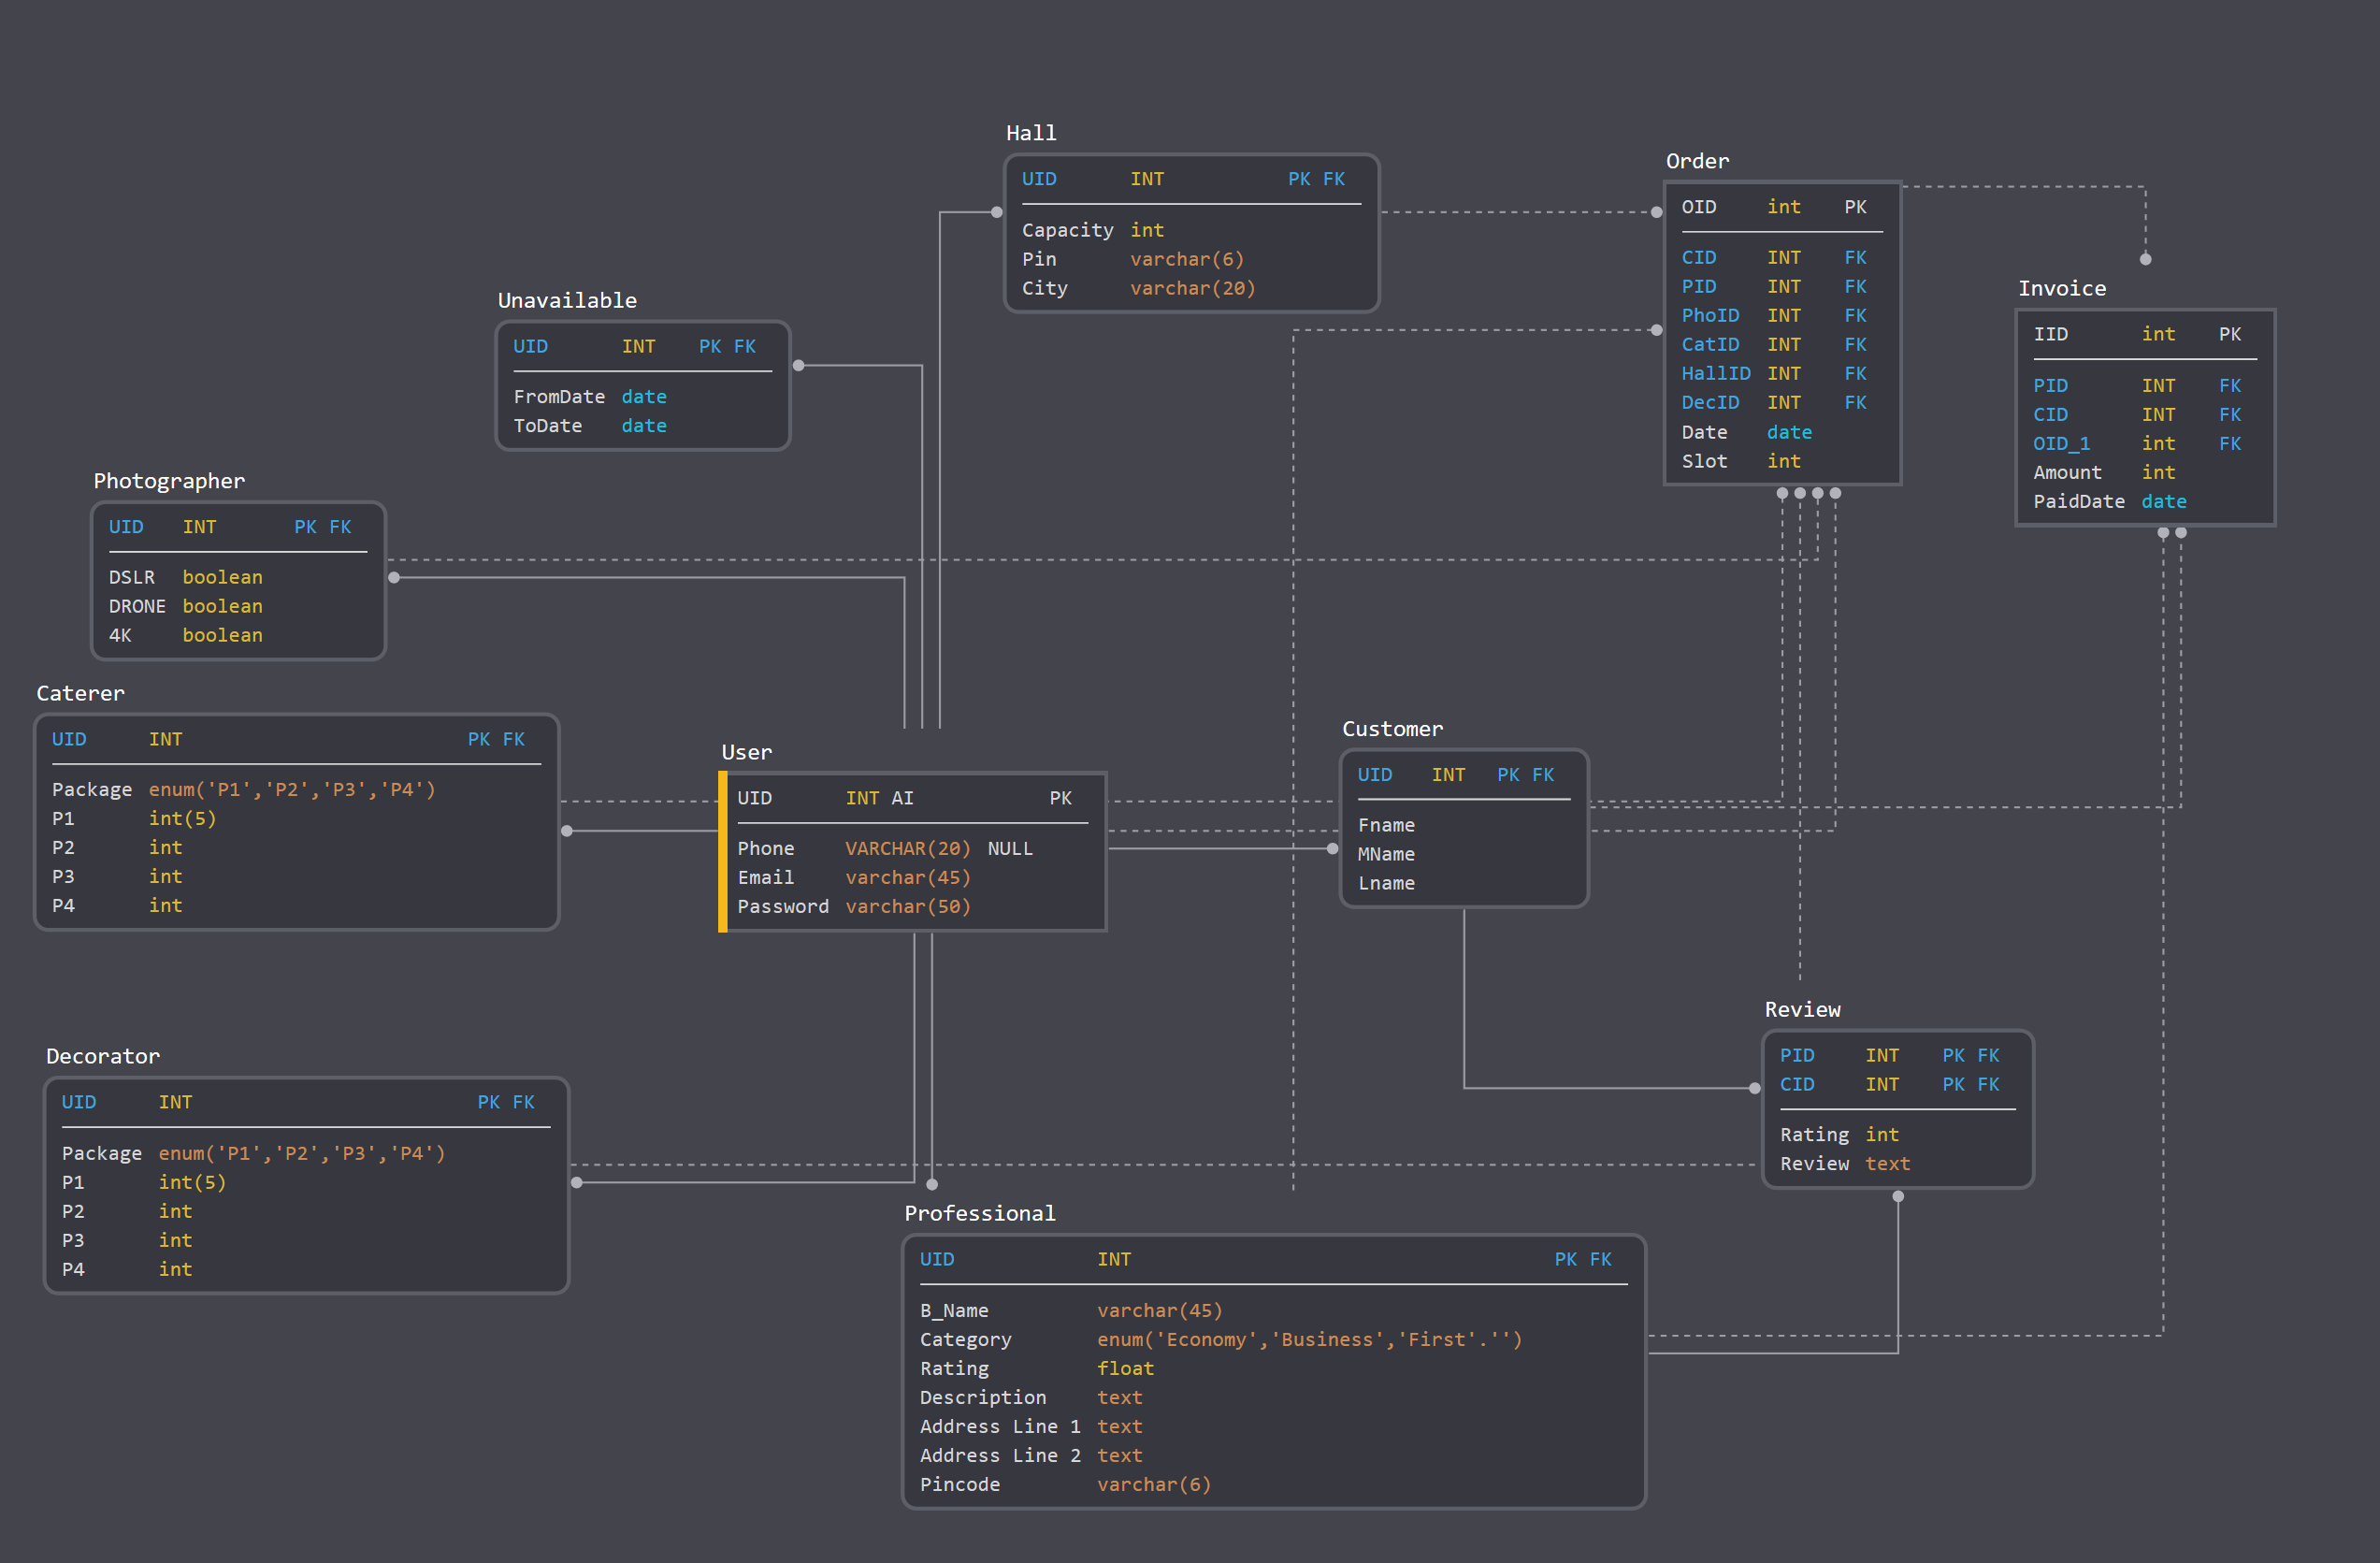 Hall
UID INT PK FK
Capacity int
Pin varchar(6)
City varchar(20)
Order
OID int PK
CID INT FK
PID INT FK
PhoID INT FK
CatID INT FK
HallID INT FK
DecID INT FK
Date date
Slot int
Invoice
IID int PK
PID INT FK
CID INT FK
OID_1 int FK
Amount int
PaidDate date
Unavailable
UID INT PK FK
FromDate date
ToDate date
Photographer
UID INT PK FK
DSLR boolean
DRONE boolean
4K boolean
Caterer
UID INT PK FK
Package enum('P1','P2','P3','P4')
P1 int(5)
P2 int
P3 int
P4 int
User
UID INT AI PK
Phone VARCHAR(20) NULL
Email varchar(45)
Password varchar(50)
Customer
UID INT PK FK
Fname
MName
Lname
Review
PID INT PK FK
CID INT PK FK
Rating int
Review text
Decorator
UID INT PK FK
Package enum('P1','P2','P3','P4')
P1 int(5)
P2 int
P3 int
P4 int
Professional
UID INT PK FK
B_Name varchar(45)
Category enum('Economy','Business','First'.'')
Rating float
Description text
Address Line 1 text
Address Line 2 text
Pincode varchar(6)